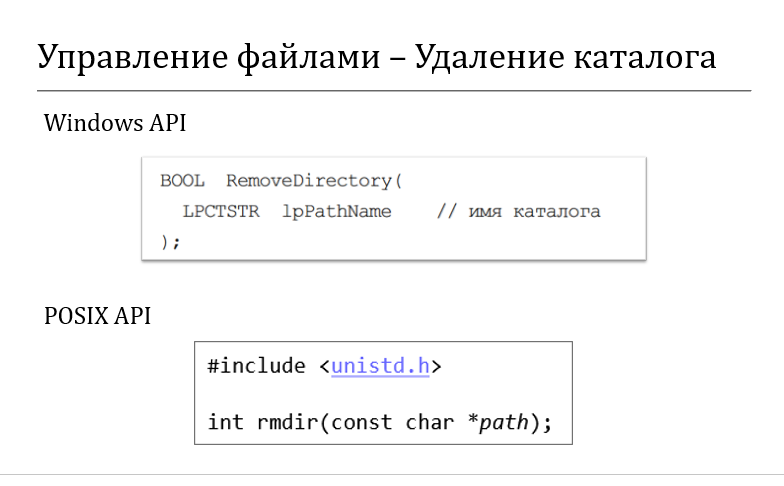 Управление файлами – Удаление каталога
Windows API
BOOL RemoveDirectory(
LPCTSTR lpPathName // имя каталога
);
POSIX API
#include <unistd.h>
int rmdir(const char *path);